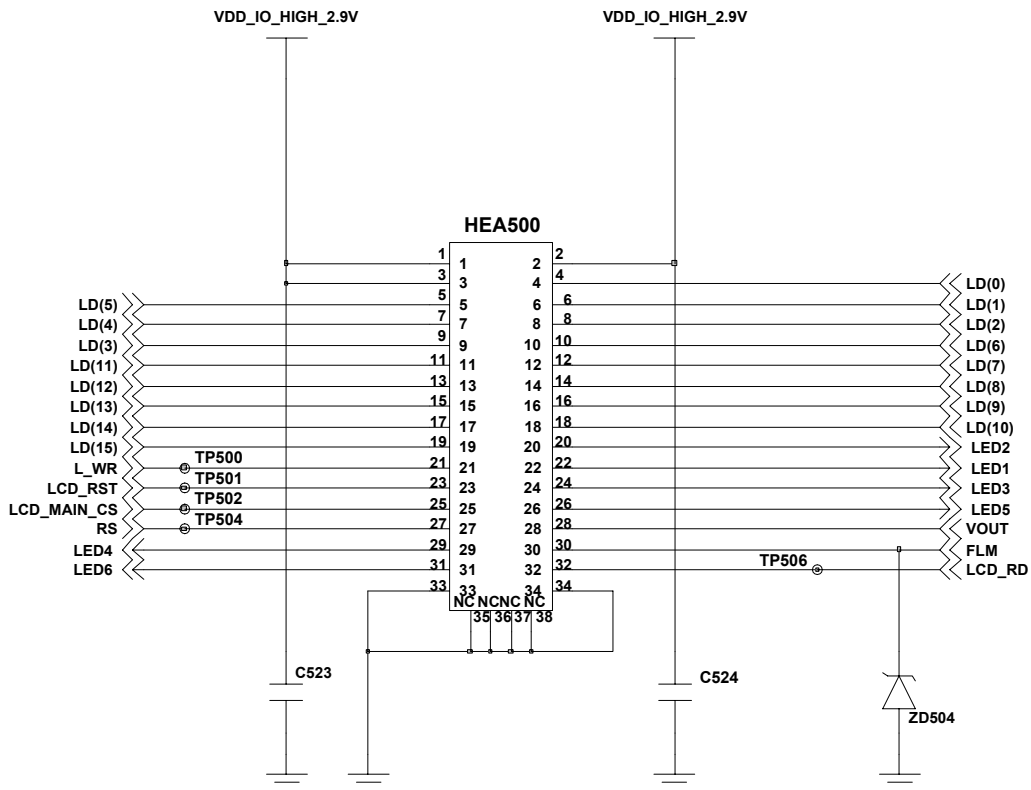 VDD_IO_HIGH_2.9V VDD_IO_HIGH_2.9V
HEA500
1 1 2 2
3 3 4 4 LD(0)
LD(5) 5 5 6 6 LD(1)
LD(4) 7 7 8 8 LD(2)
LD(3) 9 9 10 10 LD(6)
LD(11) 11 11 12 12 LD(7)
LD(12) 13 13 14 14 LD(8)
LD(13) 15 15 16 16 LD(9)
LD(14) 17 17 18 18 LD(10)
LD(15) 19 19 20 20 LED2
L_WR TP500 21 21 22 22 LED1
LCD_RST TP501 23 23 24 24 LED3
LCD_MAIN_CS TP502 25 25 26 26 LED5
RS TP504 27 27 28 28 VOUT
LED4 29 29 30 30 FLM
LED6 31 31 32 32 TP506 LCD_RD
33 33 34 34
NC NC NC NC
35 36 37 38
C523 C524
ZD504